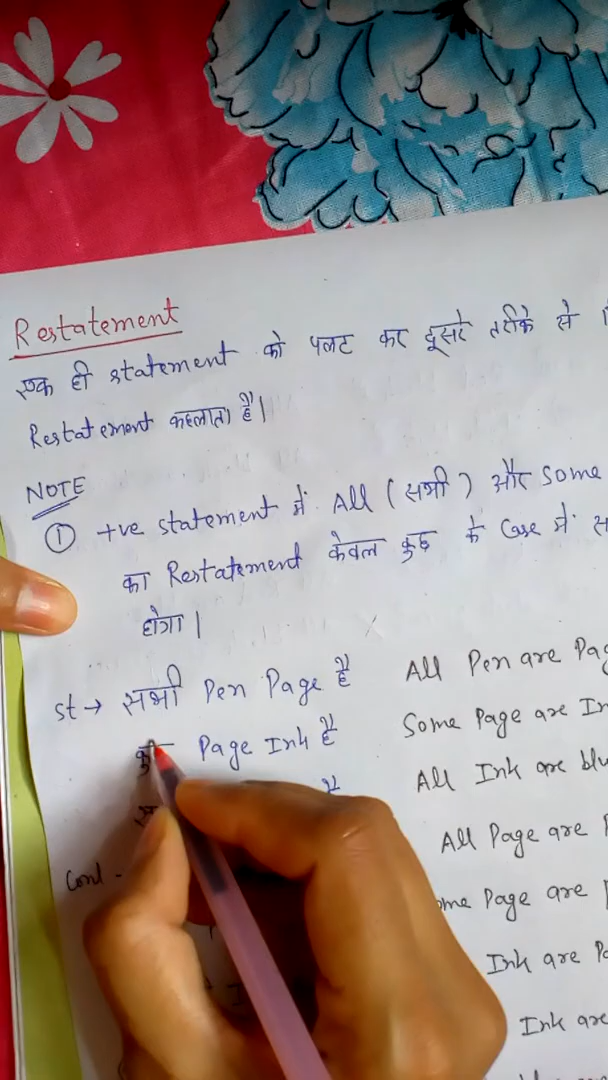 Restatement
एक ही statement को पलट कर दूसरे तरीके से
Restatement कहलाता है।
NOTE
① +ve statement में All (सभी) और Some
का Restatement केवल कुछ के Case में
होगा।
St → सभी Pen Page है
All Pen are
कुछ Page Ink है
Some Page are
All Ink are
All Page are
Conl -
Page are
Ink are
Ink are